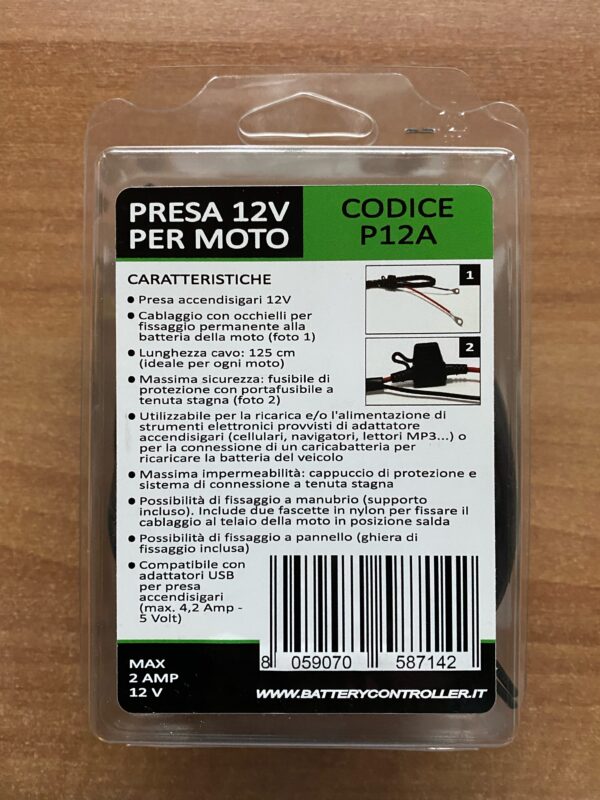 PRESA 12V
PER MOTO
CODICE
P12A
CARATTERISTICHE
• Presa accendisigari 12V
• Cablaggio con occhielli per
fissaggio permanente alla
batteria della moto (foto 1)
• Lunghezza cavo: 125 cm
(ideale per ogni moto)
• Massima sicurezza: fusibile di
protezione con portafusibile a
tenuta stagna (foto 2)
1
2
• Utilizzabile per la ricarica e/o l'alimentazione di
strumenti elettronici provvisti di adattatore
accendisigari (cellulari, navigatori, lettori MP3...) o
per la connessione di un caricabatteria per
ricaricare la batteria del veicolo
• Massima impermeabilità: cappuccio di protezione e
sistema di connessione a tenuta stagna
• Possibilità di fissaggio a manubrio (supporto
incluso). Include due fascette in nylon per fissare il
cablaggio al telaio della moto in posizione salda
• Possibilità di fissaggio a pannello (ghiera di
fissaggio inclusa)
• Compatibile con
adattatori USB
per presa
accendisigari
(max. 4,2 Amp -
5 Volt)
8 059070 587142
MAX
2 AMP
12 V
WWW.BATTERYCONTROLLER.IT